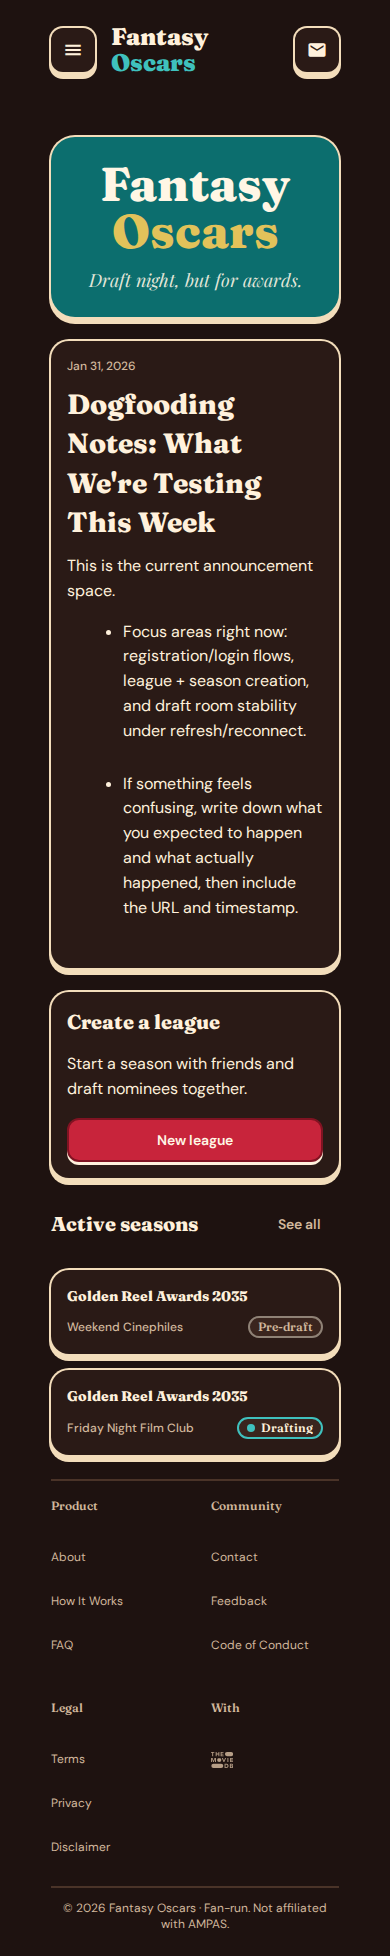 Fantasy
Oscars
Fantasy
Oscars
Draft night, but for awards.
Jan 31, 2026
Dogfooding
Notes: What
We're Testing
This Week
This is the current announcement
space.
• Focus areas right now:
registration/login flows,
league + season creation,
and draft room stability
under refresh/reconnect.
• If something feels
confusing, write down what
you expected to happen
and what actually
happened, then include
the URL and timestamp.
Create a league
Start a season with friends and
draft nominees together.
New league
Active seasons See all
Golden Reel Awards 2035
Weekend Cinephiles Pre-draft
Golden Reel Awards 2035
Friday Night Film Club Drafting
Product Community
About Contact
How It Works Feedback
FAQ Code of Conduct
Legal With
Terms THE
MOVIE
DB
Privacy
Disclaimer
© 2026 Fantasy Oscars · Fan-run. Not affiliated
with AMPAS.